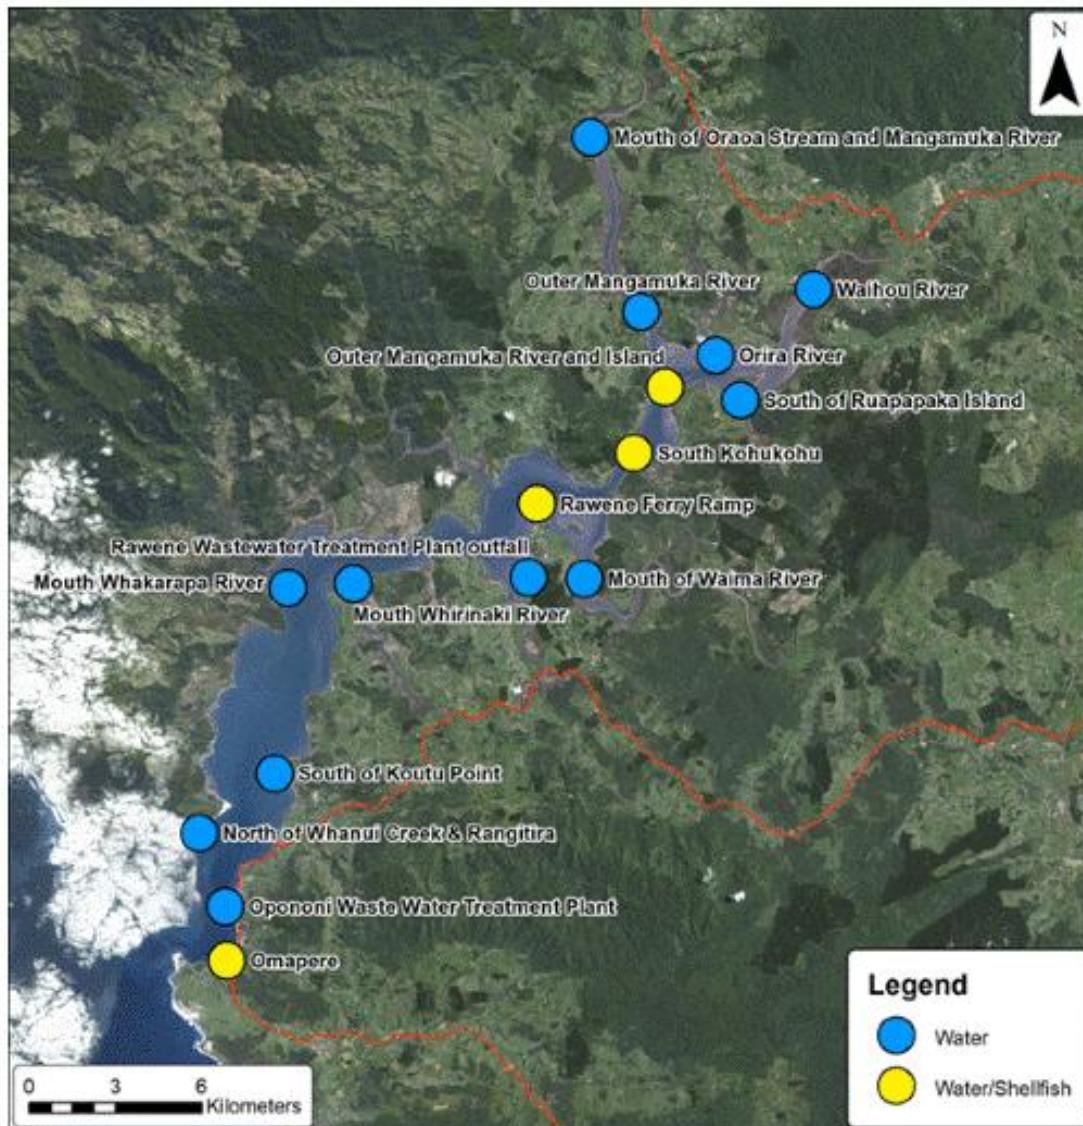 N
Mouth of Oraoa Stream and Mangamuka River
Outer Mangamuka River
Waihou River
Outer Mangamuka River and Island
Orira River
South of Ruapapaka Island
South Kohukohu
Rawene Ferry Ramp
Rawene Wastewater Treatment Plant outfall
Mouth Whakarapa River
Mouth of Waima River
Mouth Whirinaki River
South of Koutu Point
North of Whanui Creek & Rangitira
Opononi Waste Water Treatment Plant
Omapere
Legend
Water
Water/Shellfish
0 3 6
Kilometers